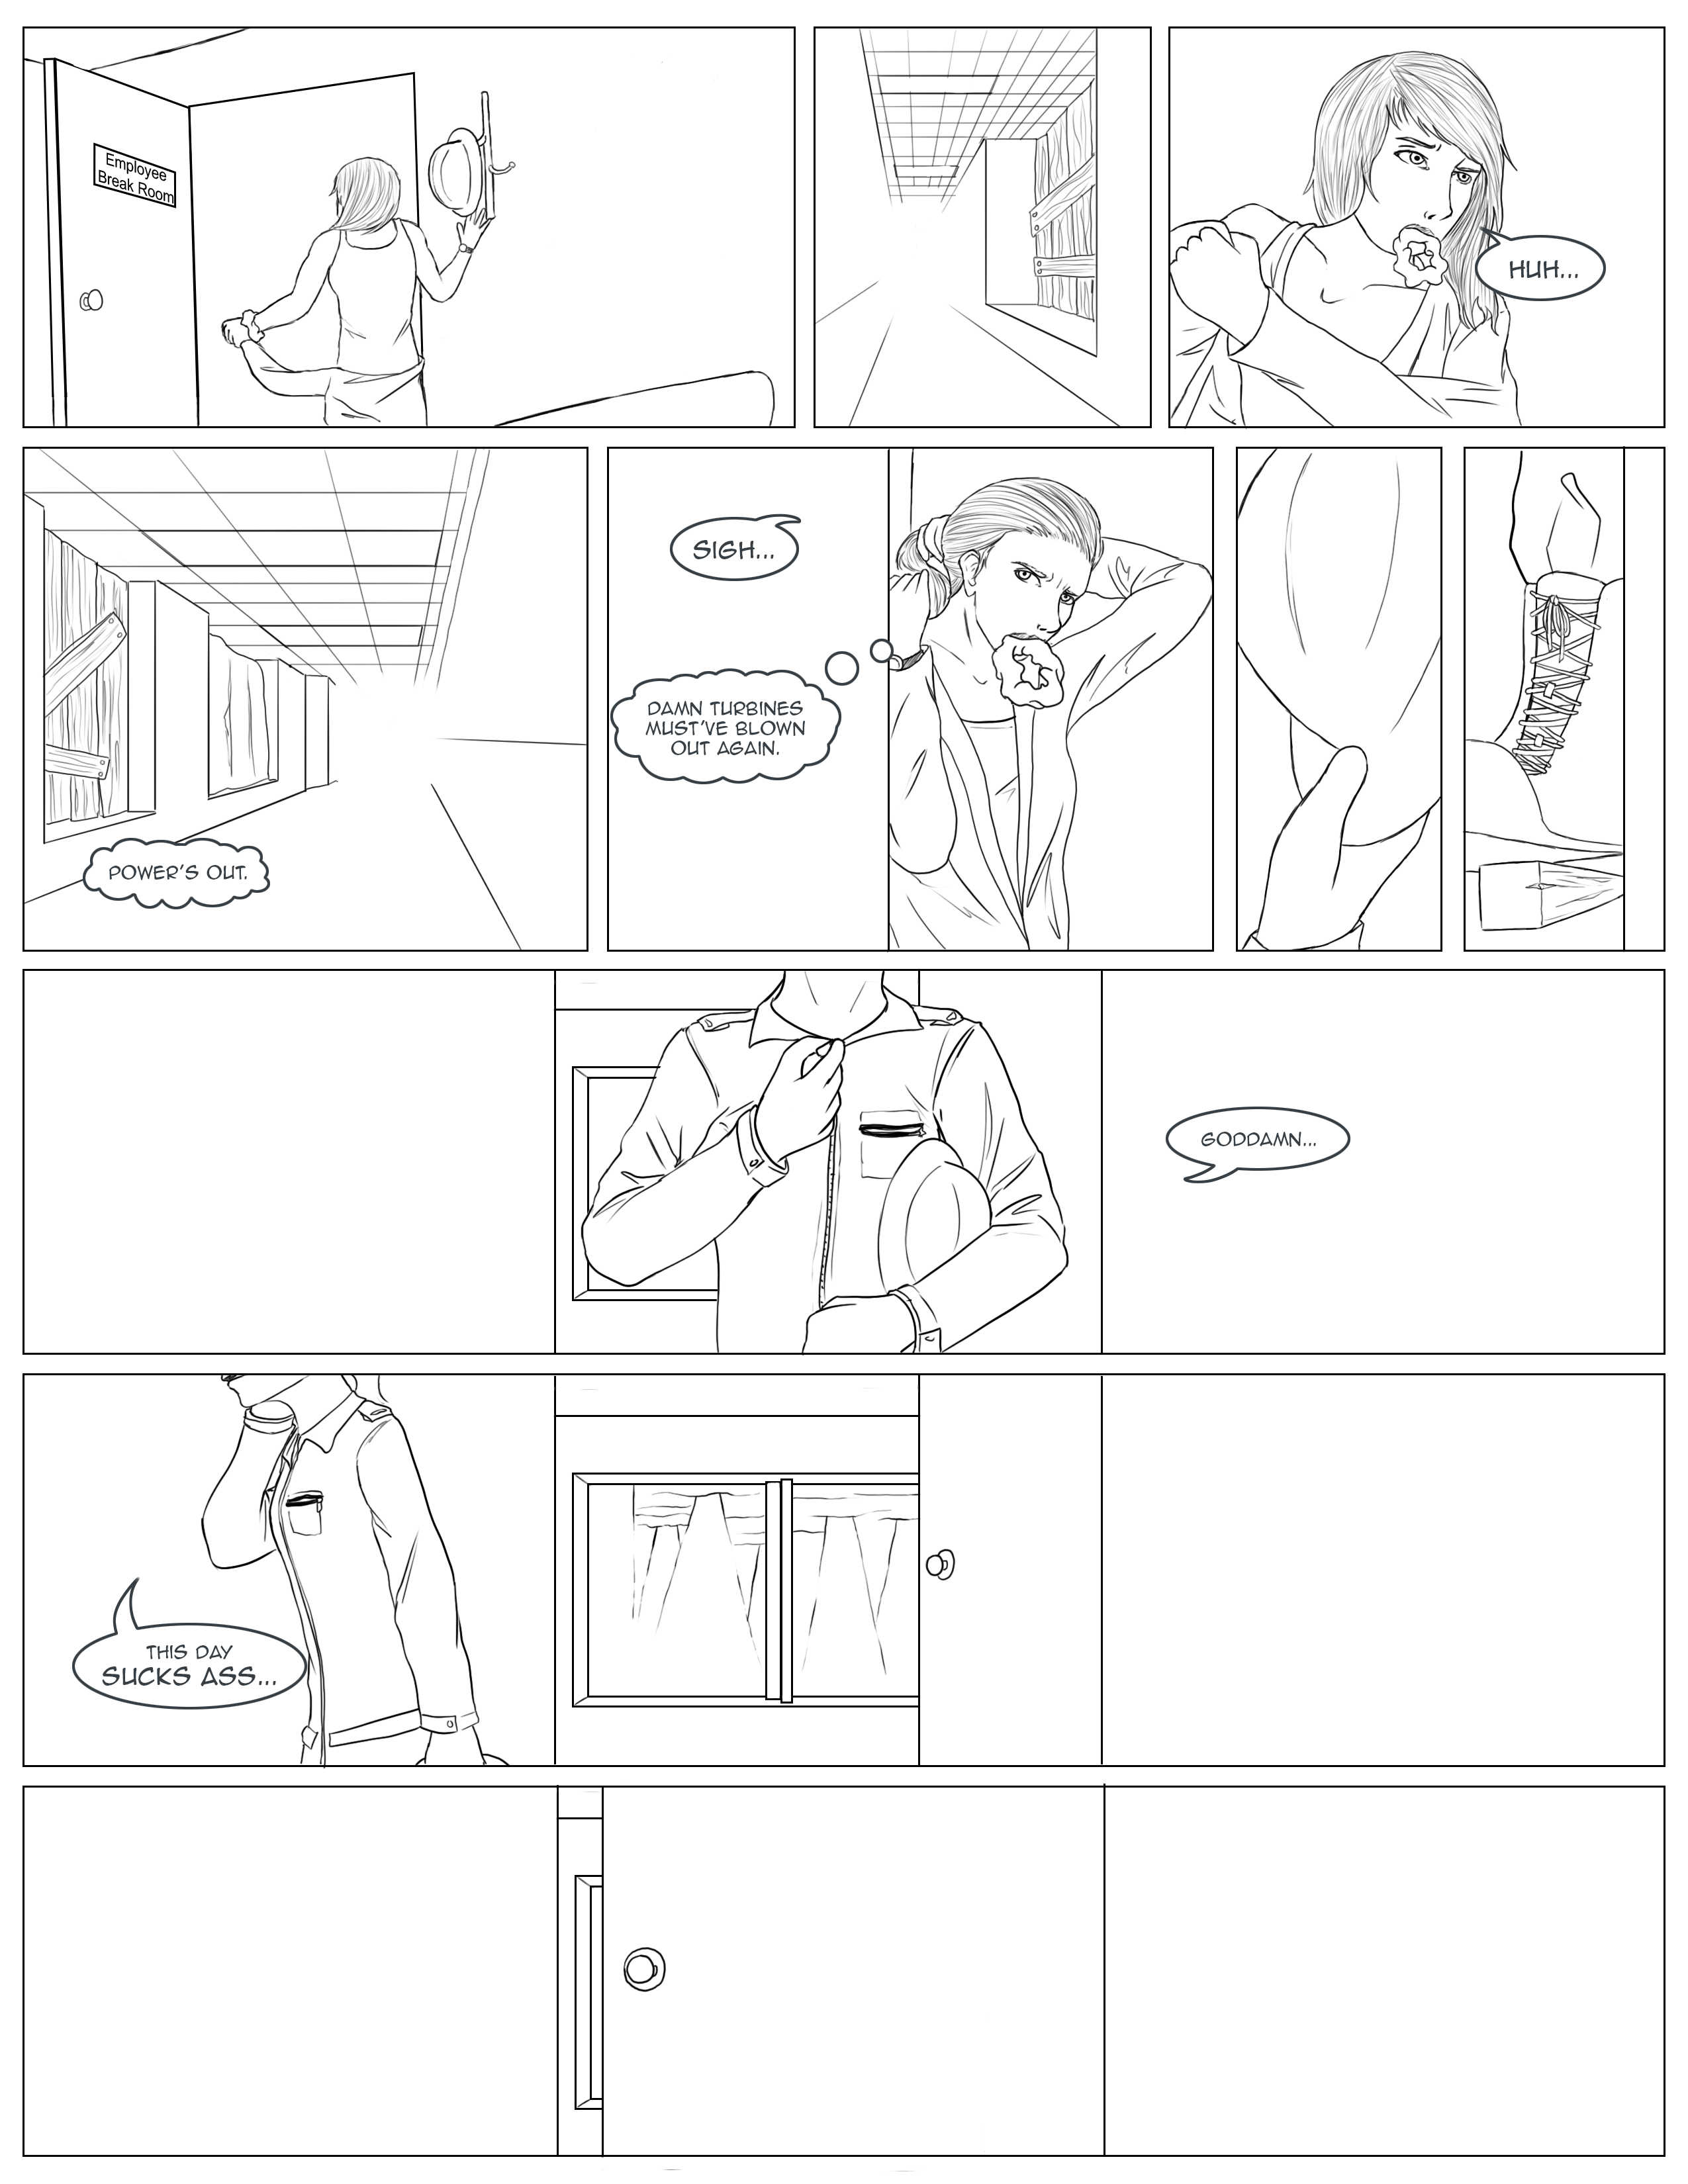 Employee
Break Room
HUH...
POWER'S OUT.
SIGH...
DAMN TURBINES
MUST'VE BLOWN
OUT AGAIN.
GODDAMN...
THIS DAY
SUCKS ASS...